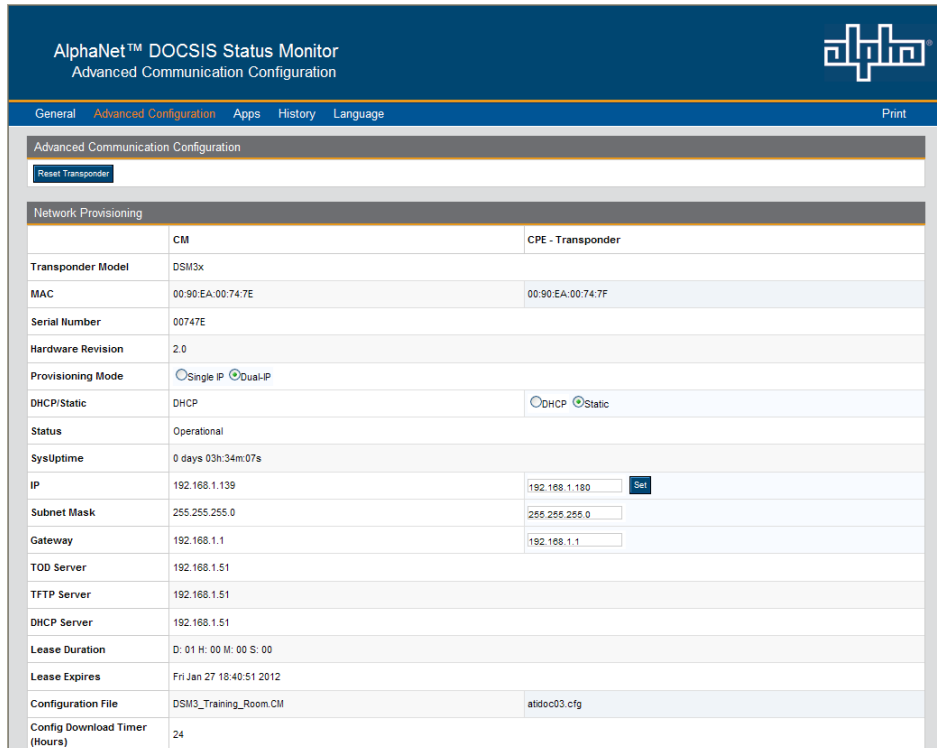 AlphaNet™ DOCSIS Status Monitor
Advanced Communication Configuration
alpha®
General Advanced Configuration Apps History Language Print
Advanced Communication Configuration
Reset Transponder
Network Provisioning
CM CPE - Transponder
Transponder Model DSM3x
MAC 00:90:EA:00:74:7E 00:90:EA:00:74:7F
Serial Number 00747E
Hardware Revision 2.0
Provisioning Mode Single IP Dual-IP
DHCP/Static DHCP DHCP Static
Status Operational
SysUptime 0 days 03h:34m:07s
IP 192.168.1.139 192.168.1.180 Set
Subnet Mask 255.255.255.0 255.255.255.0
Gateway 192.168.1.1 192.168.1.1
TOD Server 192.168.1.51
TFTP Server 192.168.1.51
DHCP Server 192.168.1.51
Lease Duration D: 01 H: 00 M: 00 S: 00
Lease Expires Fri Jan 27 18:40:51 2012
Configuration File DSM3_Training_Room.CM atidoc03.cfg
Config Download Timer
(Hours) 24